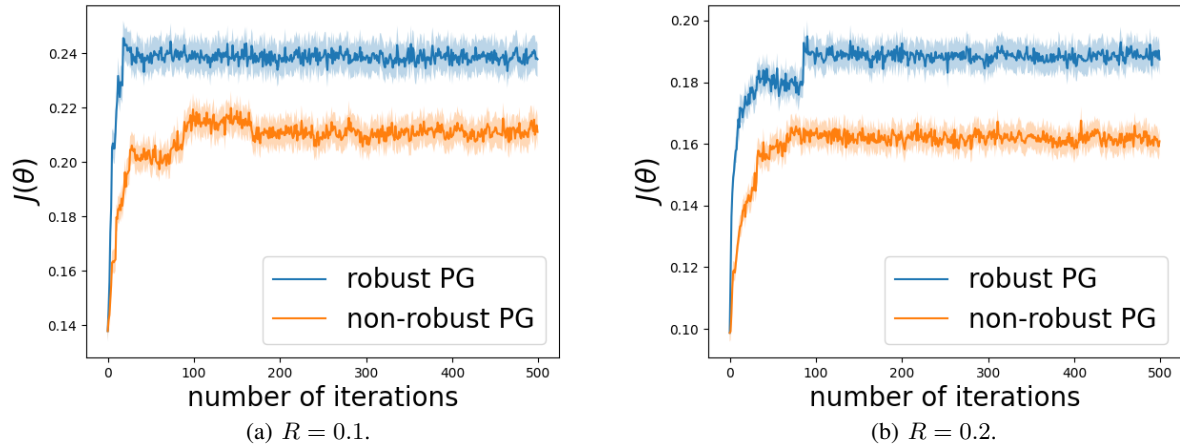 0.24
0.22
0.20
0.18
0.16
0.14
J(θ)
0 100 200 300 400 500
number of iterations
robust PG
non-robust PG
(a) R = 0.1.
0.20
0.18
0.16
0.14
0.12
0.10
J(θ)
0 100 200 300 400 500
number of iterations
robust PG
non-robust PG
(b) R = 0.2.